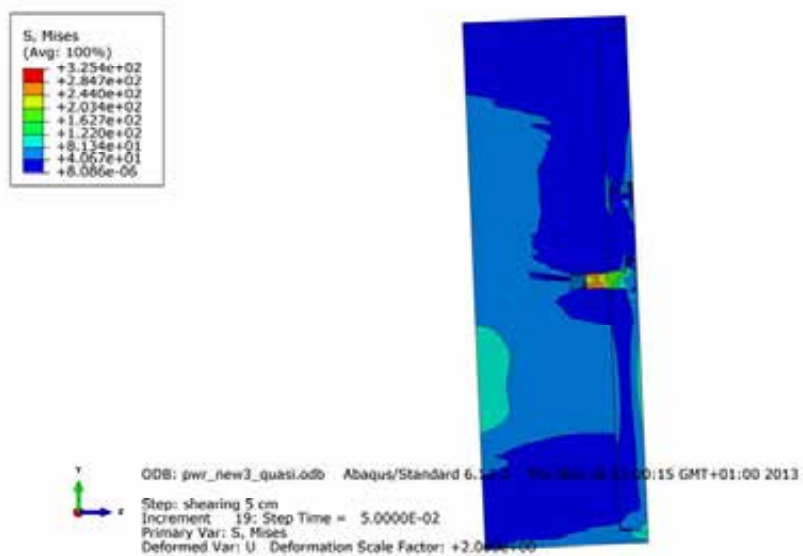 S, Mises
(Avg: 100%)
+3.254e+02
+2.847e+02
+2.440e+02
+2.034e+02
+1.627e+02
+1.220e+02
+8.134e+01
+4.067e+01
+8.086e-06
Y
Z
ODB: pwr_new3_quasi.odb Abaqus/Standard GMT+01:00 2013
Step: shearing 5 cm
Increment 19: Step Time = 5.0000E-02
Primary Var: S, Mises
Deformed Var: U Deformation Scale Factor: